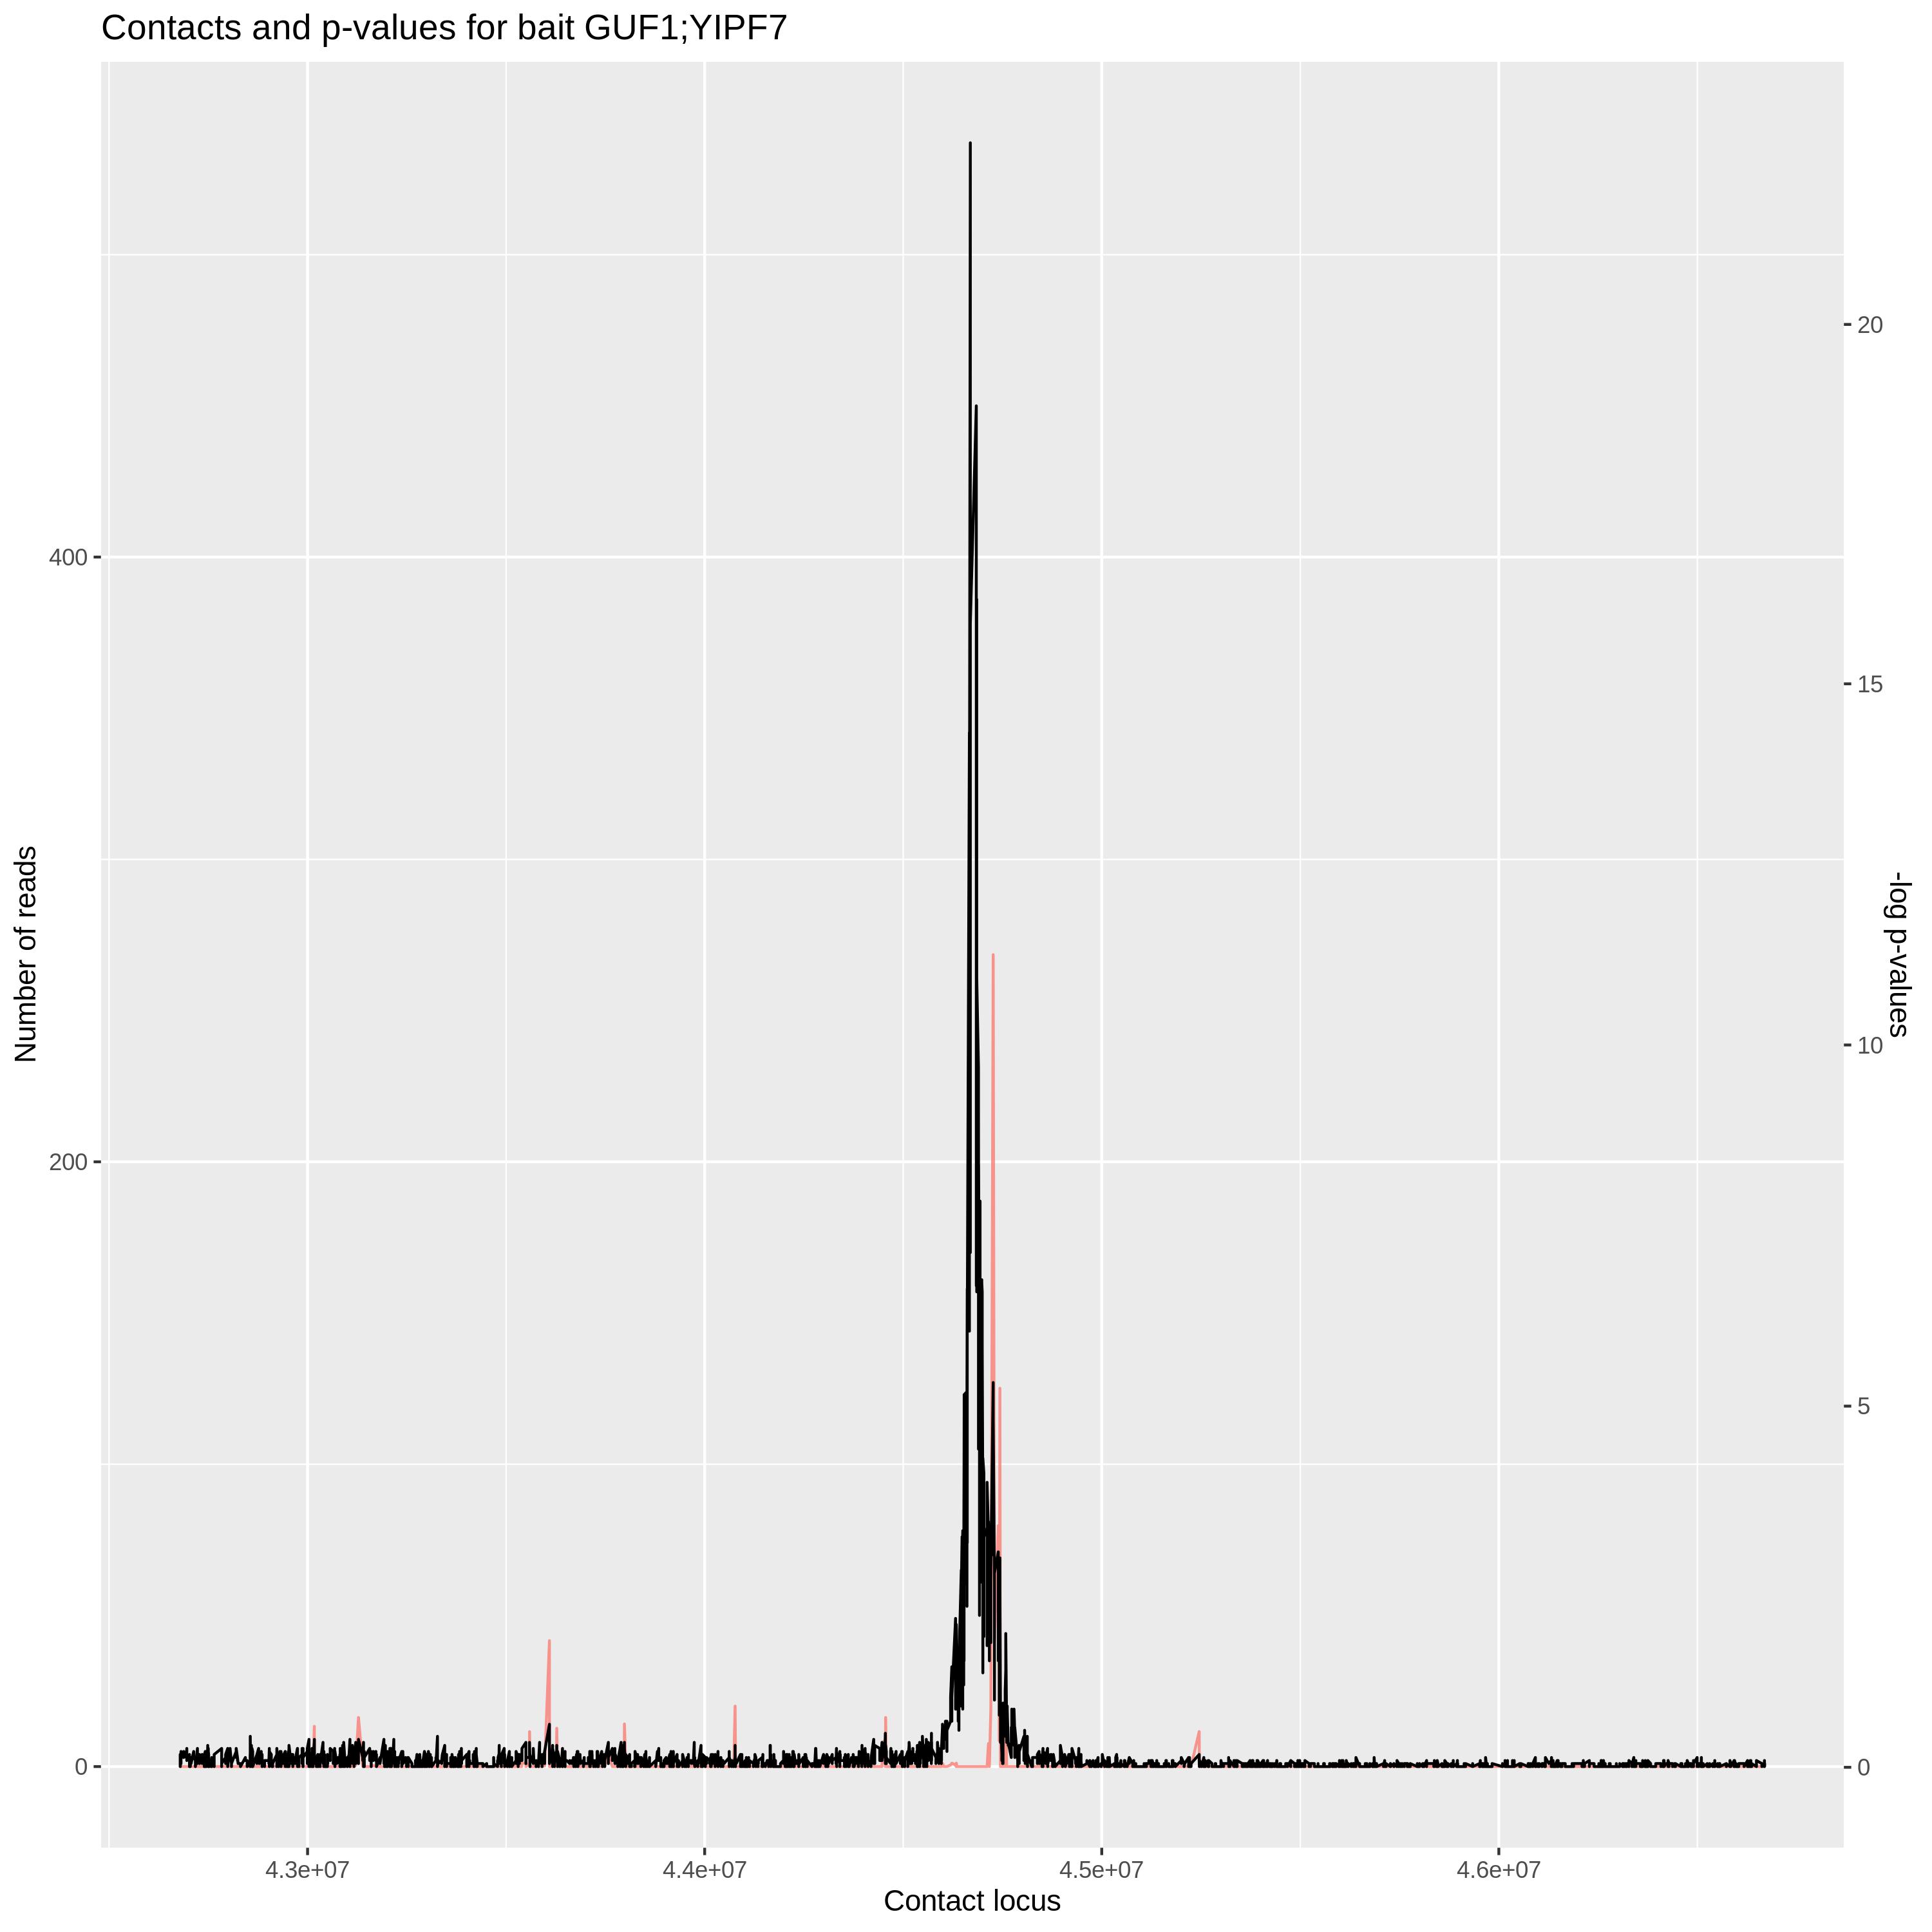 Contacts and p-values for bait GUF1;YIPF7
Number of reads
400
200
0
20
15
10
5
0
-log p-values
4.3e+07
4.4e+07
4.5e+07
4.6e+07
Contact locus